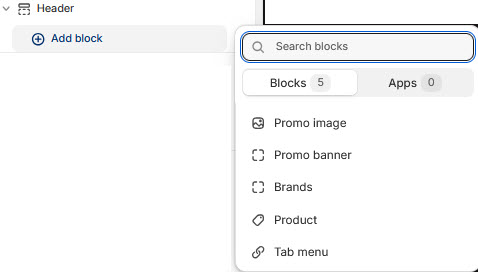 Header
Add block
Search blocks
Blocks 5 Apps 0
Promo image
Promo banner
Brands
Product
Tab menu